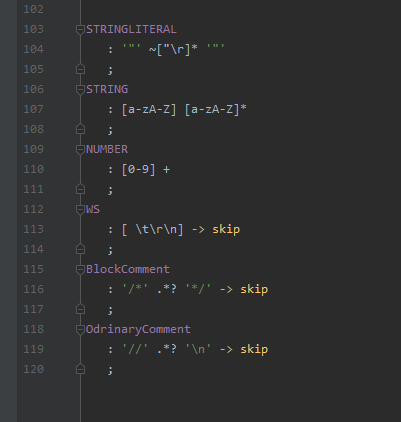 102
103 STRINGLITERAL
104 : '"' ~["\r]* '"'
105 ;
106 STRING
107 : [a-zA-Z] [a-zA-Z]*
108 ;
109 NUMBER
110 : [0-9] +
111 ;
112 WS
113 : [ \t\r\n] -> skip
114 ;
115 BlockComment
116 : '/*' .*? '*/' -> skip
117 ;
118 OdrinaryComment
119 : '//' .*? '\n' -> skip
120 ;